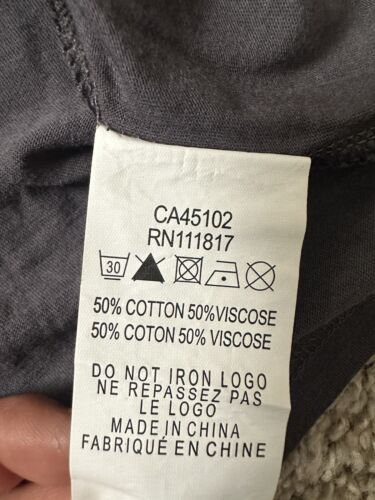 CA45102
RN111817
30
50% COTTON 50%VISCOSE
50% COTON 50% VISCOSE
DO NOT IRON LOGO
NE REPASSEZ PAS
LE LOGO
MADE IN CHINA
FABRIQUÉ EN CHINE